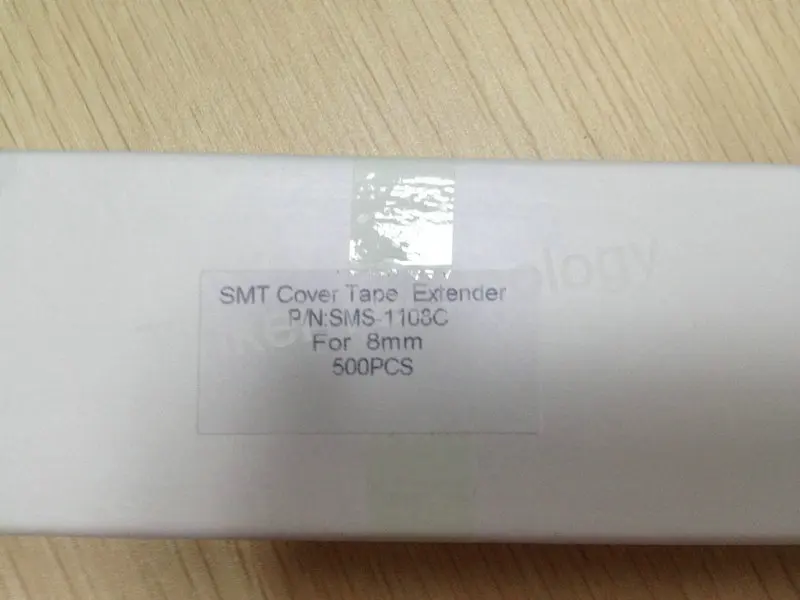 SMT Cover Tape Extender
P/N:SMS-1108C
For 8mm
500PCS